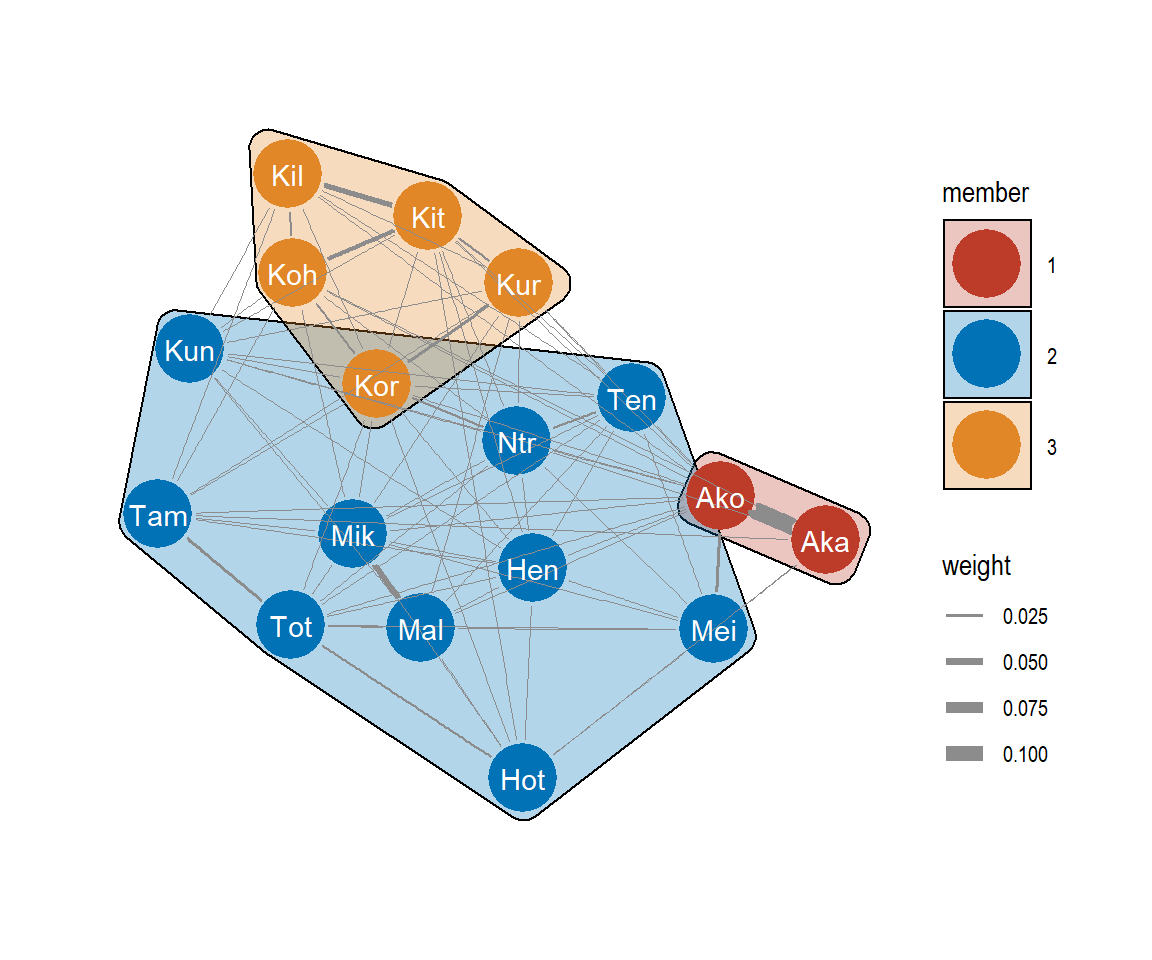 Kil
Kit
Koh
Kur
Kun
Kor
Ten
Ntr
Ako
Tam
Mik
Aka
Hen
Tot
Mal
Mei
Hot
member
1
2
3
weight
0.025
0.050
0.075
0.100